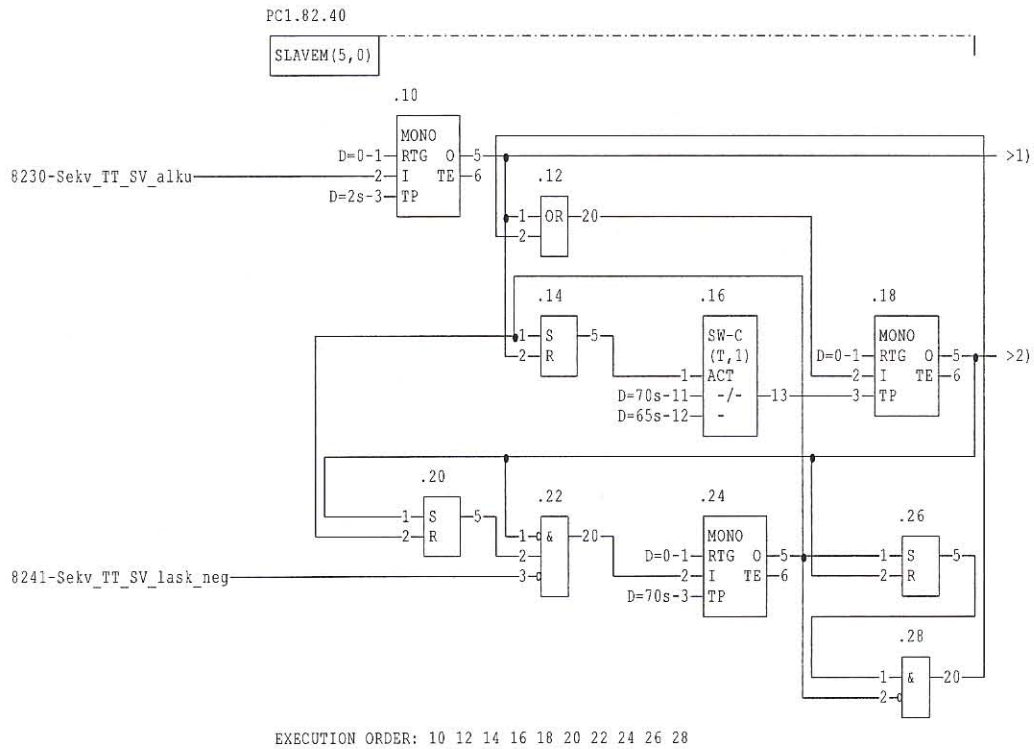 PC1.82.40
SLAVEM(5,0)
.10
MONO
D=0-1 RTG O 5 >1)
8230-Sekv_TT_SV_alku 2 I TE 6
D=2s-3 TP
.12
1 OR 20
2
.14 .16 .18
1 S 5 SW-C MONO
2 R (T,1) D=0-1 RTG O 5 >2)
1 ACT 2 I TE 6
D=70s-11 -/- 13 3 TP
D=65s-12 -
.20 .22 .24 .26
1 S 5 1 & 20 MONO
2 R 2 D=0-1 RTG O 5 1 S 5
8241-Sekv_TT_SV_lask_neg 3 2 I TE 6 2 R
D=70s-3 TP
.28
1 & 20
2
EXECUTION ORDER: 10 12 14 16 18 20 22 24 26 28